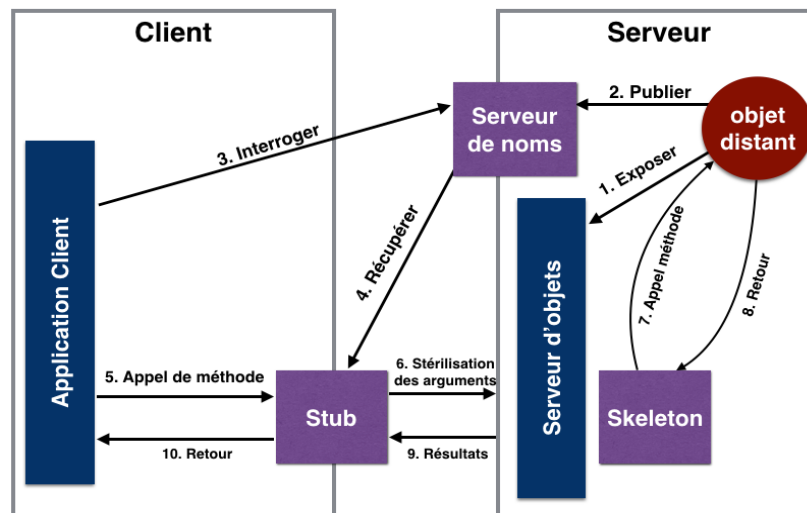 Client
Serveur
2. Publier
Serveur
de noms
objet
distant
3. Interroger
1. Exposer
4. Récupérer
7. Appel méthode
8. Retour
Application Client
Serveur d'objets
5. Appel de méthode
6. Stérilisation
des arguments
Stub
Skeleton
10. Retour
9. Résultats